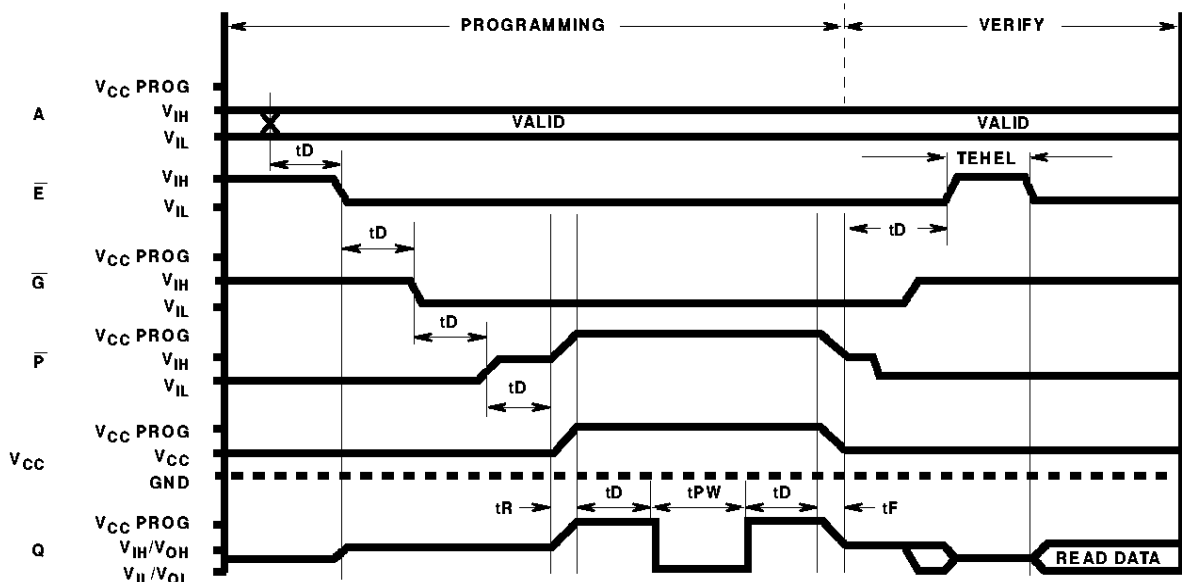 PROGRAMMING VERIFY
VCC PROG
A VIH VALID VALID
VIL
tD TEHEL
E VIH
VIL
tD tD
VCC PROG
G VIH
VIL
tD
VCC PROG
P VIH
VIL
tD
VCC PROG
VCC VCC
GND
tR tD tPW tD tF
VCC PROG
Q VIH/VOH
READ DATA
VIL/VOL